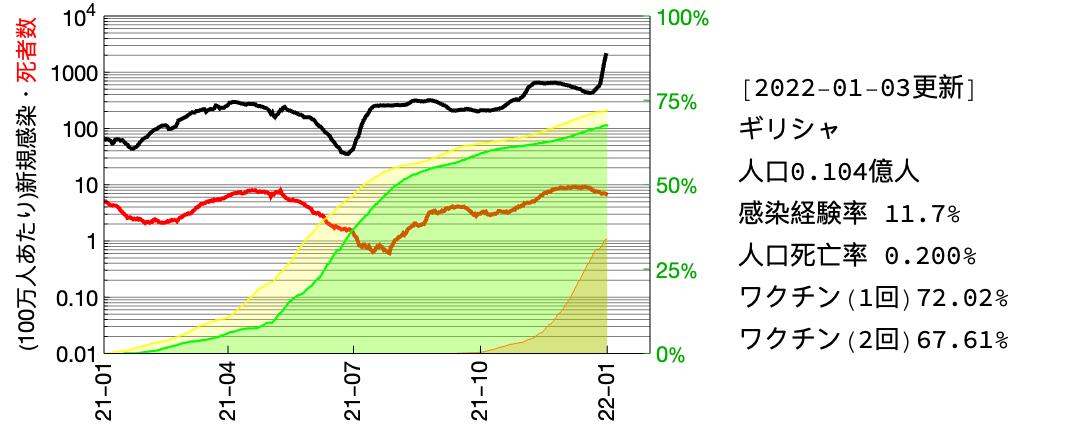 (100万人あたり)新規感染・死者数
10^4
1000
100
10
1
0.10
0.01
100%
75%
50%
25%
0%
21-01
21-04
21-07
21-10
22-01
[2022-01-03更新]
ギリシャ
人口0.104億人
感染経験率 11.7%
人口死亡率 0.200%
ワクチン(1回)72.02%
ワクチン(2回)67.61%